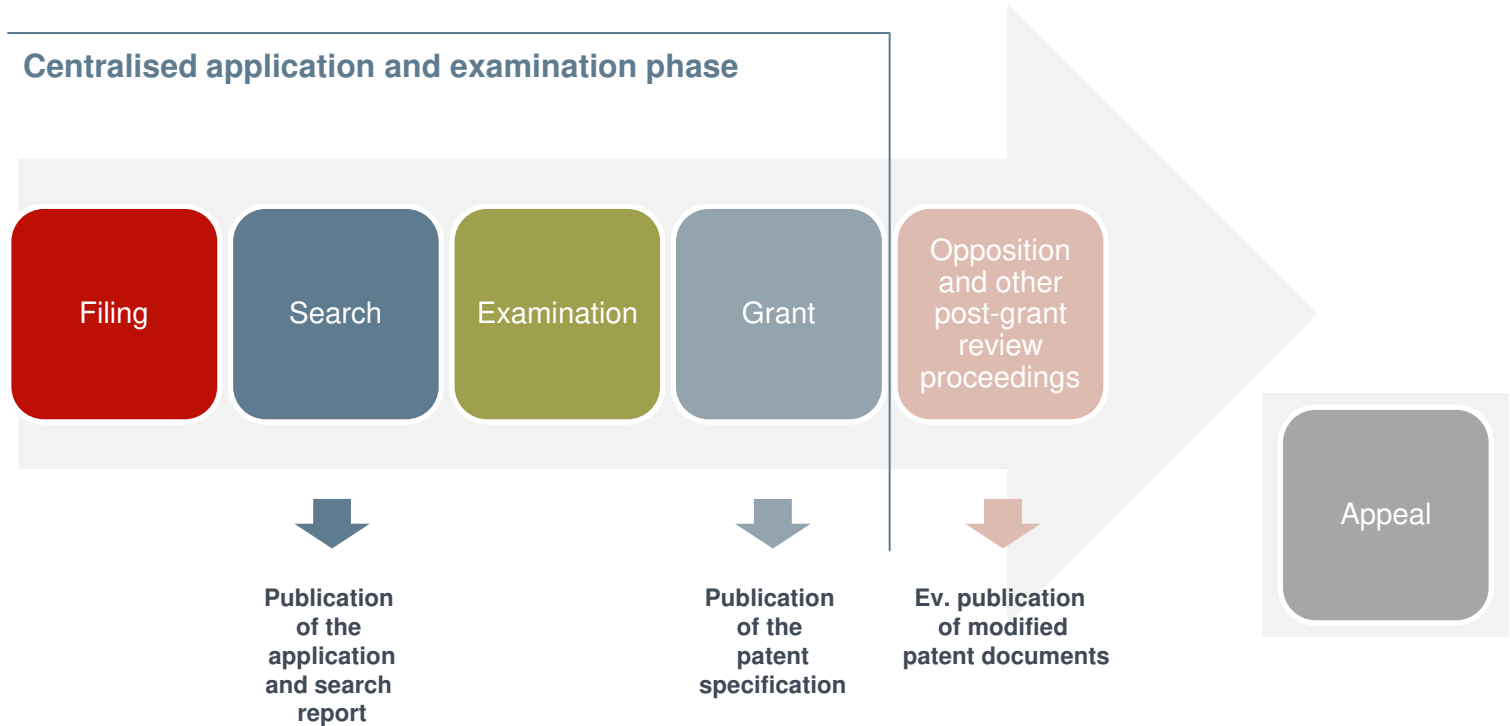 Centralised application and examination phase
Filing
Search
Examination
Grant
Opposition
and other
post-grant
review
proceedings
Appeal
Publication
of the
application
and search
report
Publication
of the
patent
specification
Ev. publication
of modified
patent documents